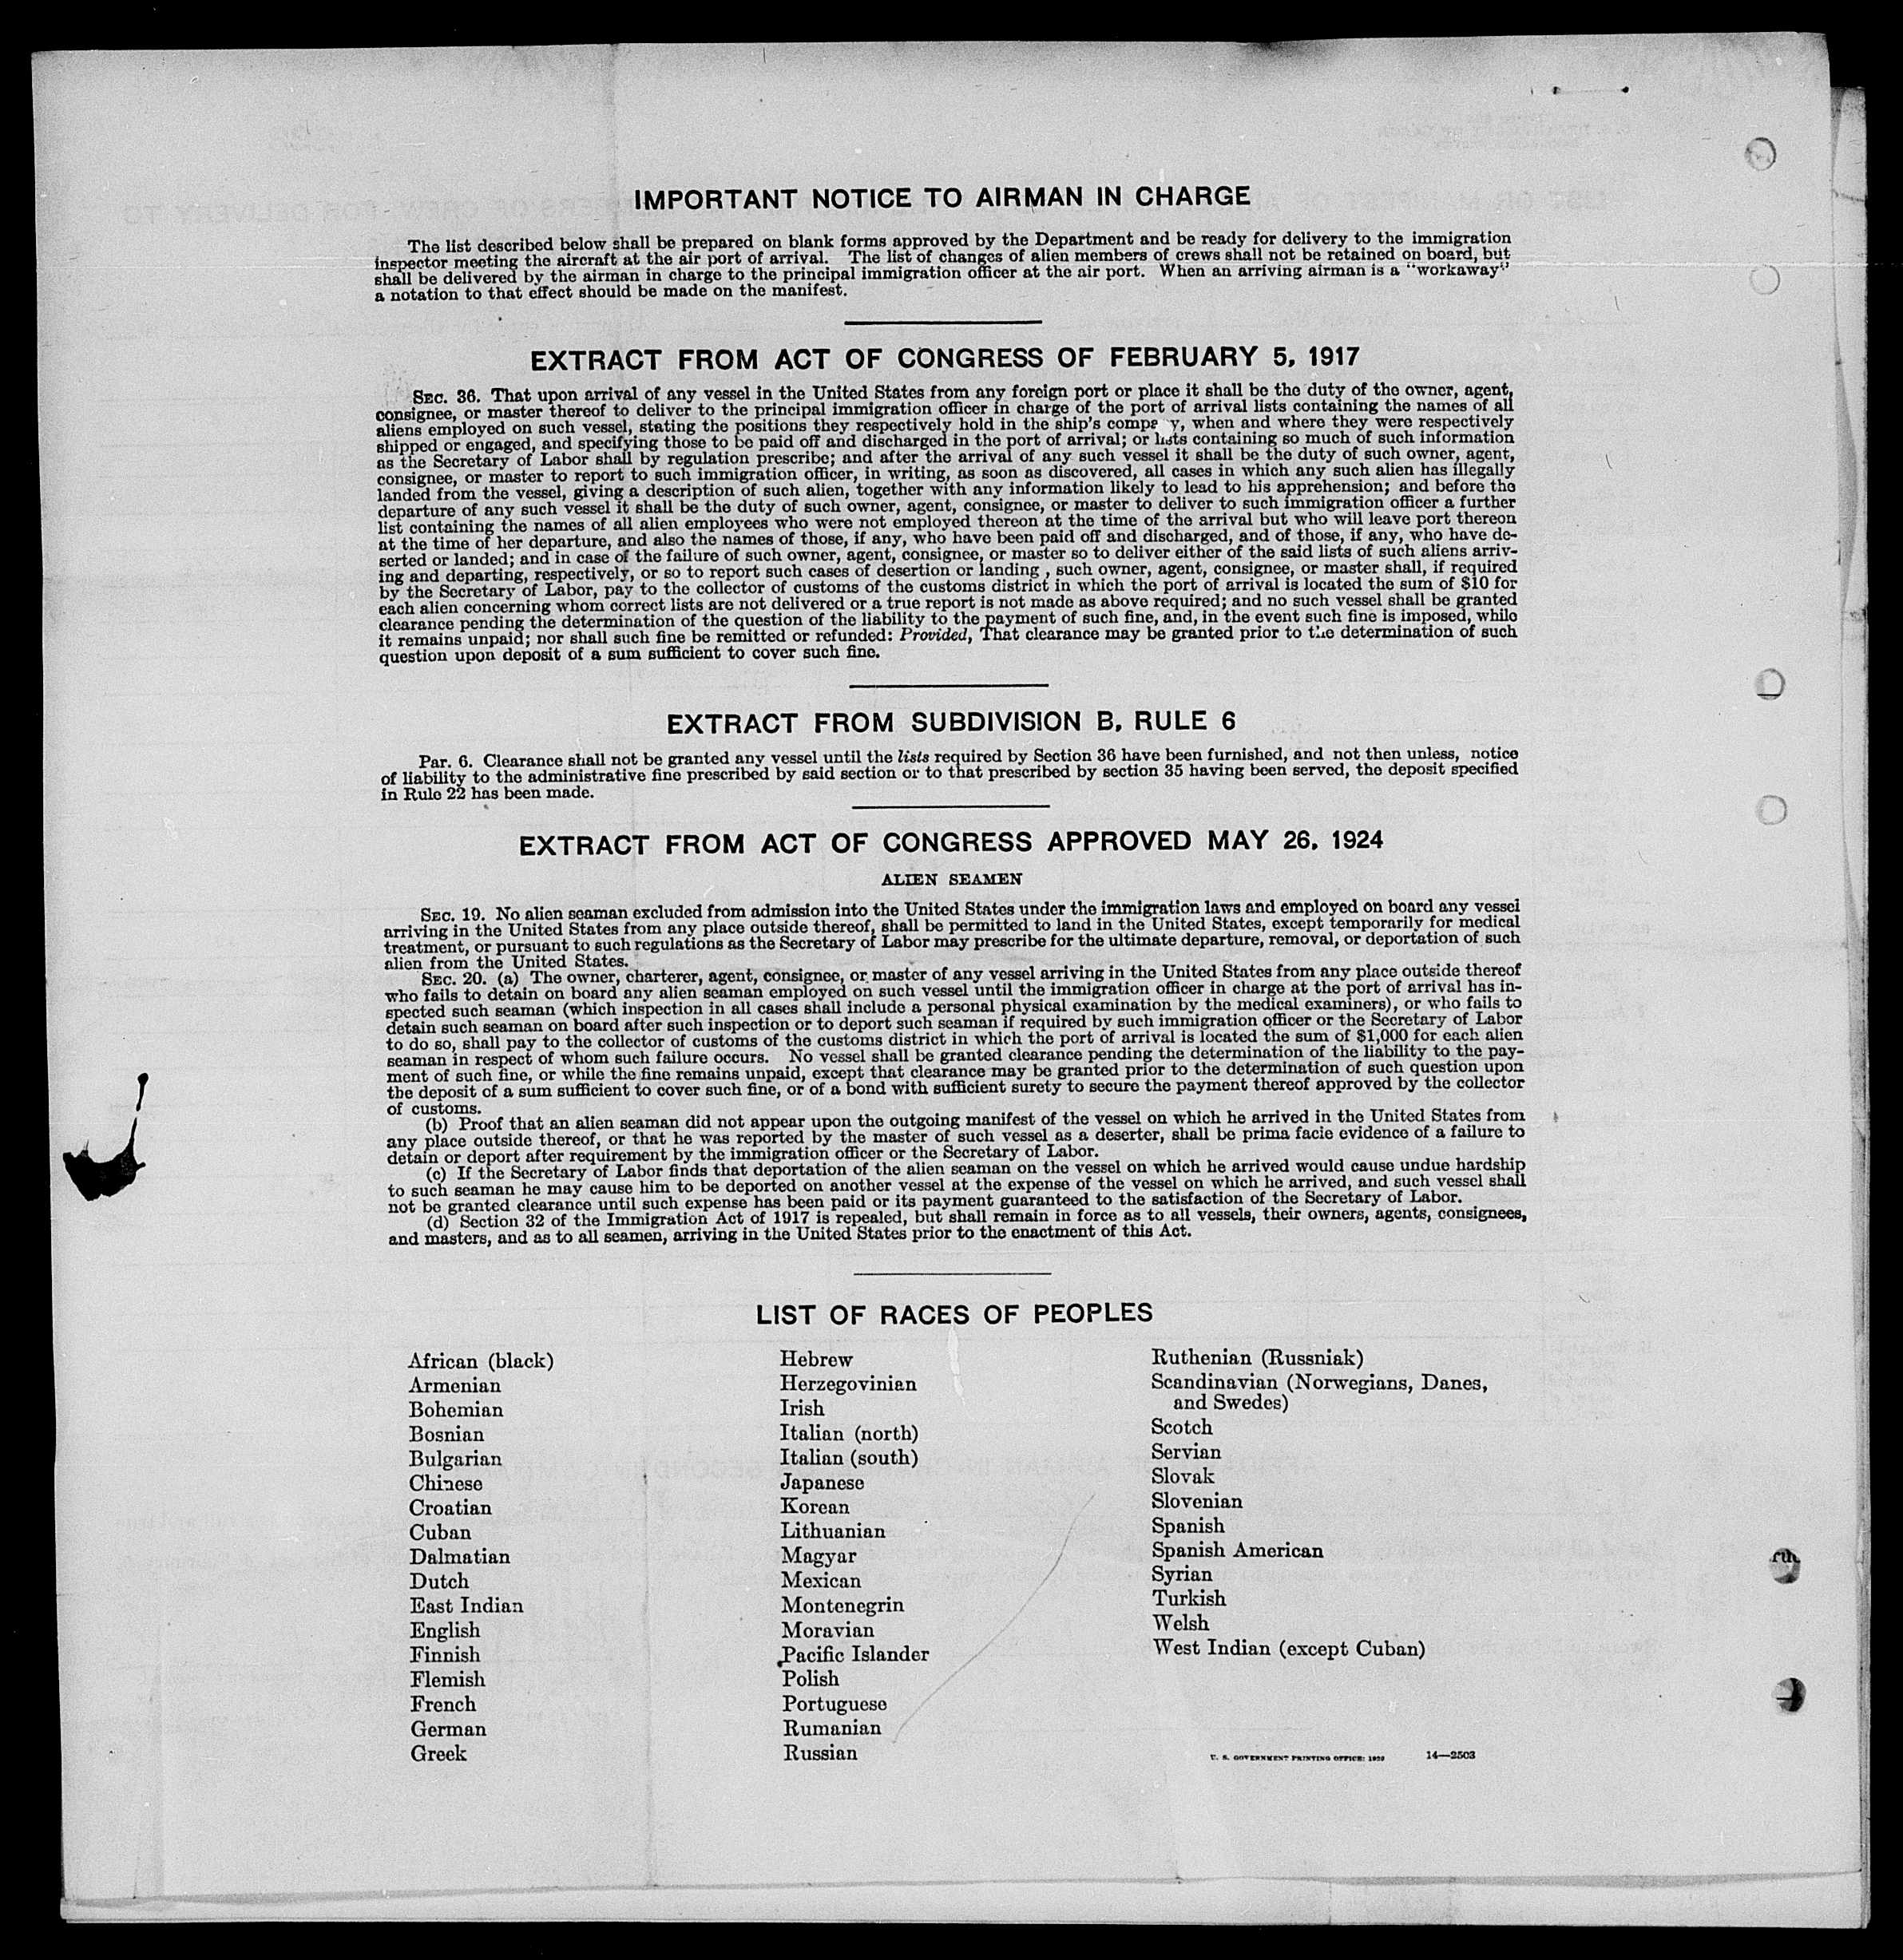 IMPORTANT NOTICE TO AIRMAN IN CHARGE
The list described below shall be prepared on blank forms approved by the Department and be ready for delivery to the immigration
inspector meeting the aircraft at the air port of arrival. The list of changes of alien members of crews shall not be retained on board, but
shall be delivered by the airman in charge to the principal immigration officer at the air port. When an arriving airman is a "workaway"
a notation to that effect should be made on the manifest.
EXTRACT FROM ACT OF CONGRESS OF FEBRUARY 5, 1917
SEC. 36. That upon arrival of any vessel in the United States from any foreign port or place it shall be the duty of the owner, agent,
consignee, or master thereof to deliver to the principal immigration officer in charge of the port of arrival lists containing the names of all
aliens employed on such vessel, stating the positions they respectively hold in the ship's compa y, when and where they were respectively
shipped or engaged, and specifying those to be paid off and discharged in the port of arrival; or lists containing so much of such information
as the Secretary of Labor shall by regulation prescribe; and after the arrival of any such vessel it shall be the duty of such owner, agent,
consignee, or master to report to such immigration officer, in writing, as soon as discovered, all cases in which any such alien has illegally
landed from the vessel, giving a description of such alien, together with any information likely to lead to his apprehension; and before the
departure of any such vessel it shall be the duty of such owner, agent, consignee, or master to deliver to such immigration officer a further
list containing the names of all alien employees who were not employed thereon at the time of the arrival but who will leave port thereon
at the time of her departure, and also the names of those, if any, who have been paid off and discharged, and of those, if any, who have de-
serted or landed; and in case of the failure of such owner, agent, consignee, or master so to deliver either of the said lists of such aliens arriv-
ing and departing, respectively, or so to report such cases of desertion or landing , such owner, agent, consignee, or master shall, if required
by the Secretary of Labor, pay to the collector of customs of the customs district in which the port of arrival is located the sum of $10 for
each alien concerning whom correct lists are not delivered or a true report is not made as above required; and no such vessel shall be granted
clearance pending the determination of the question of the liability to the payment of such fine, and, in the event such fine is imposed, while
it remains unpaid; nor shall such fine be remitted or refunded: Provided, That clearance may be granted prior to the determination of such
question upon deposit of a sum sufficient to cover such fine.
EXTRACT FROM SUBDIVISION B, RULE 6
Par. 6. Clearance shall not be granted any vessel until the lists required by Section 36 have been furnished, and not then unless, notice
of liability to the administrative fine prescribed by said section or to that prescribed by section 35 having been served, the deposit specified
in Rule 22 has been made.
EXTRACT FROM ACT OF CONGRESS APPROVED MAY 26, 1924
ALIEN SEAMEN
SEC. 19. No alien seaman excluded from admission into the United States under the immigration laws and employed on board any vessel
arriving in the United States from any place outside thereof, shall be permitted to land in the United States, except temporarily for medical
treatment, or pursuant to such regulations as the Secretary of Labor may prescribe for the ultimate departure, removal, or deportation of such
alien from the United States.
SEC. 20. (a) The owner, charterer, agent, consignee, or master of any vessel arriving in the United States from any place outside thereof
who fails to detain on board any alien seaman employed on such vessel until the immigration officer in charge at the port of arrival has in-
spected such seaman (which inspection in all cases shall include a personal physical examination by the medical examiners), or who fails to
detain such seaman on board after such inspection or to deport such seaman if required by such immigration officer or the Secretary of Labor
to do so, shall pay to the collector of customs of the customs district in which the port of arrival is located the sum of $1,000 for each alien
seaman in respect of whom such failure occurs. No vessel shall be granted clearance pending the determination of the liability to the pay-
ment of such fine, or while the fine remains unpaid, except that clearance may be granted prior to the determination of such question upon
the deposit of a sum sufficient to cover such fine, or of a bond with sufficient surety to secure the payment thereof approved by the collector
of customs.
(b) Proof that an alien seaman did not appear upon the outgoing manifest of the vessel on which he arrived in the United States from
any place outside thereof, or that he was reported by the master of such vessel as a deserter, shall be prima facie evidence of a failure to
detain or deport after requirement by the immigration officer or the Secretary of Labor.
(c) If the Secretary of Labor finds that deportation of the alien seaman on the vessel on which he arrived would cause undue hardship
to such seaman he may cause him to be deported on another vessel at the expense of the vessel on which he arrived, and such vessel shall
not be granted clearance until such expense has been paid or its payment guaranteed to the satisfaction of the Secretary of Labor.
(d) Section 32 of the Immigration Act of 1917 is repealed, but shall remain in force as to all vessels, their owners, agents, consignees,
and masters, and as to all seamen, arriving in the United States prior to the enactment of this Act.
LIST OF RACES OF PEOPLES
African (black)
Armenian
Bohemian
Bosnian
Bulgarian
Chinese
Croatian
Cuban
Dalmatian
Dutch
East Indian
English
Finnish
Flemish
French
German
Greek
Hebrew
Herzegovinian
Irish
Italian (north)
Italian (south)
Japanese
Korean
Lithuanian
Magyar
Mexican
Montenegrin
Moravian
Pacific Islander
Polish
Portuguese
Rumanian
Russian
Ruthenian (Russniak)
Scandinavian (Norwegians, Danes,
and Swedes)
Scotch
Servian
Slovak
Slovenian
Spanish
Spanish American
Syrian
Turkish
Welsh
West Indian (except Cuban)
U. S. GOVERNMENT PRINTING OFFICE: 14—2503